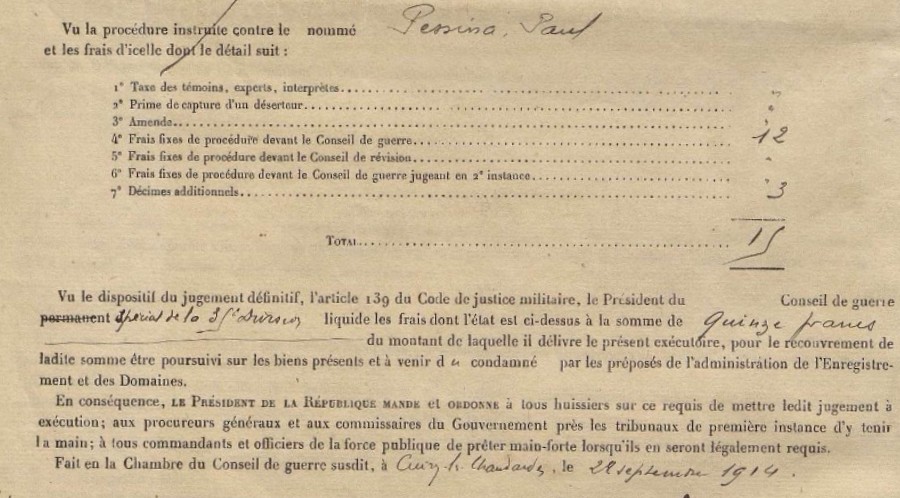 Vu la procédure instruite contre le nommé Pessina, Paul
et les frais d'icelle dont le détail suit :
1° Taxe des témoins, experts, interprètes.... "
2° Prime de capture d'un déserteur.... "
3° Amende....
4° Frais fixes de procédure devant le Conseil de guerre.... 12
5° Frais fixes de procédure devant le Conseil de révision.... "
6° Frais fixes de procédure devant le Conseil de guerre jugeant en 2e instance....
7° Décimes additionnels.... 3
TOTAL.... 15
Vu le dispositif du jugement définitif, l'article 139 du Code de justice militaire, le Président du Conseil de guerre
permanent spécial de la 35e Division liquide les frais dont l'état est ci-dessus à la somme de quinze francs
du montant de laquelle il délivre le présent exécutoire, pour le recouvrement de
ladite somme être poursuivi sur les biens présents et à venir du condamné par les préposés de l'administration de l'Enregistre-
ment et des Domaines.
En conséquence, LE PRÉSIDENT DE LA RÉPUBLIQUE MANDE et ORDONNE à tous huissiers sur ce requis de mettre ledit jugement à
exécution; aux procureurs généraux et aux commissaires du Gouvernement près les tribunaux de première instance d'y tenir
la main; à tous commandants et officiers de la force publique de prêter main-forte lorsqu'ils en seront légalement requis.
Fait en la Chambre du Conseil de guerre susdit, à Cuiry-les-Chaudardes, le 28 septembre 1914.